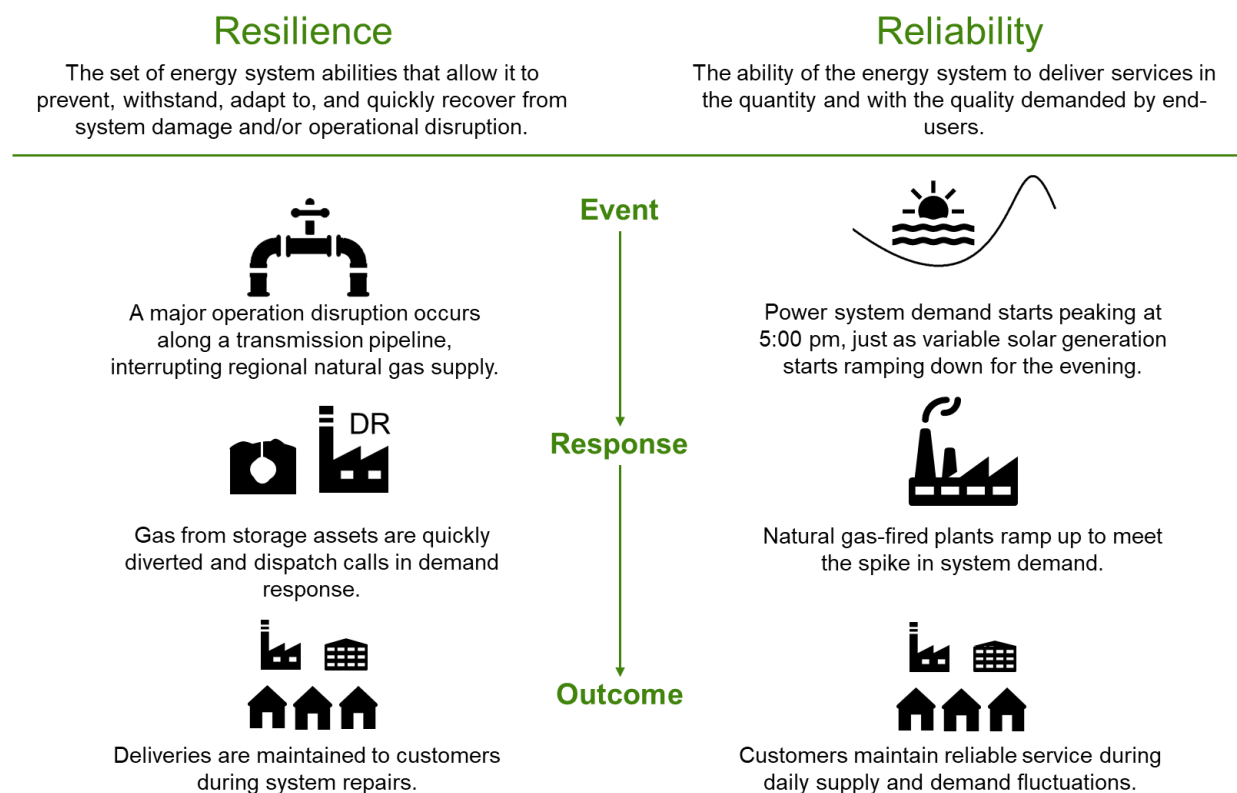 Resilience
The set of energy system abilities that allow it to
prevent, withstand, adapt to, and quickly recover from
system damage and/or operational disruption.
Reliability
The ability of the energy system to deliver services in
the quantity and with the quality demanded by end-
users.
Event
A major operation disruption occurs
along a transmission pipeline,
interrupting regional natural gas supply.
Power system demand starts peaking at
5:00 pm, just as variable solar generation
starts ramping down for the evening.
DR
Response
Gas from storage assets are quickly
diverted and dispatch calls in demand
response.
Natural gas-fired plants ramp up to meet
the spike in system demand.
Outcome
Deliveries are maintained to customers
during system repairs.
Customers maintain reliable service during
daily supply and demand fluctuations.